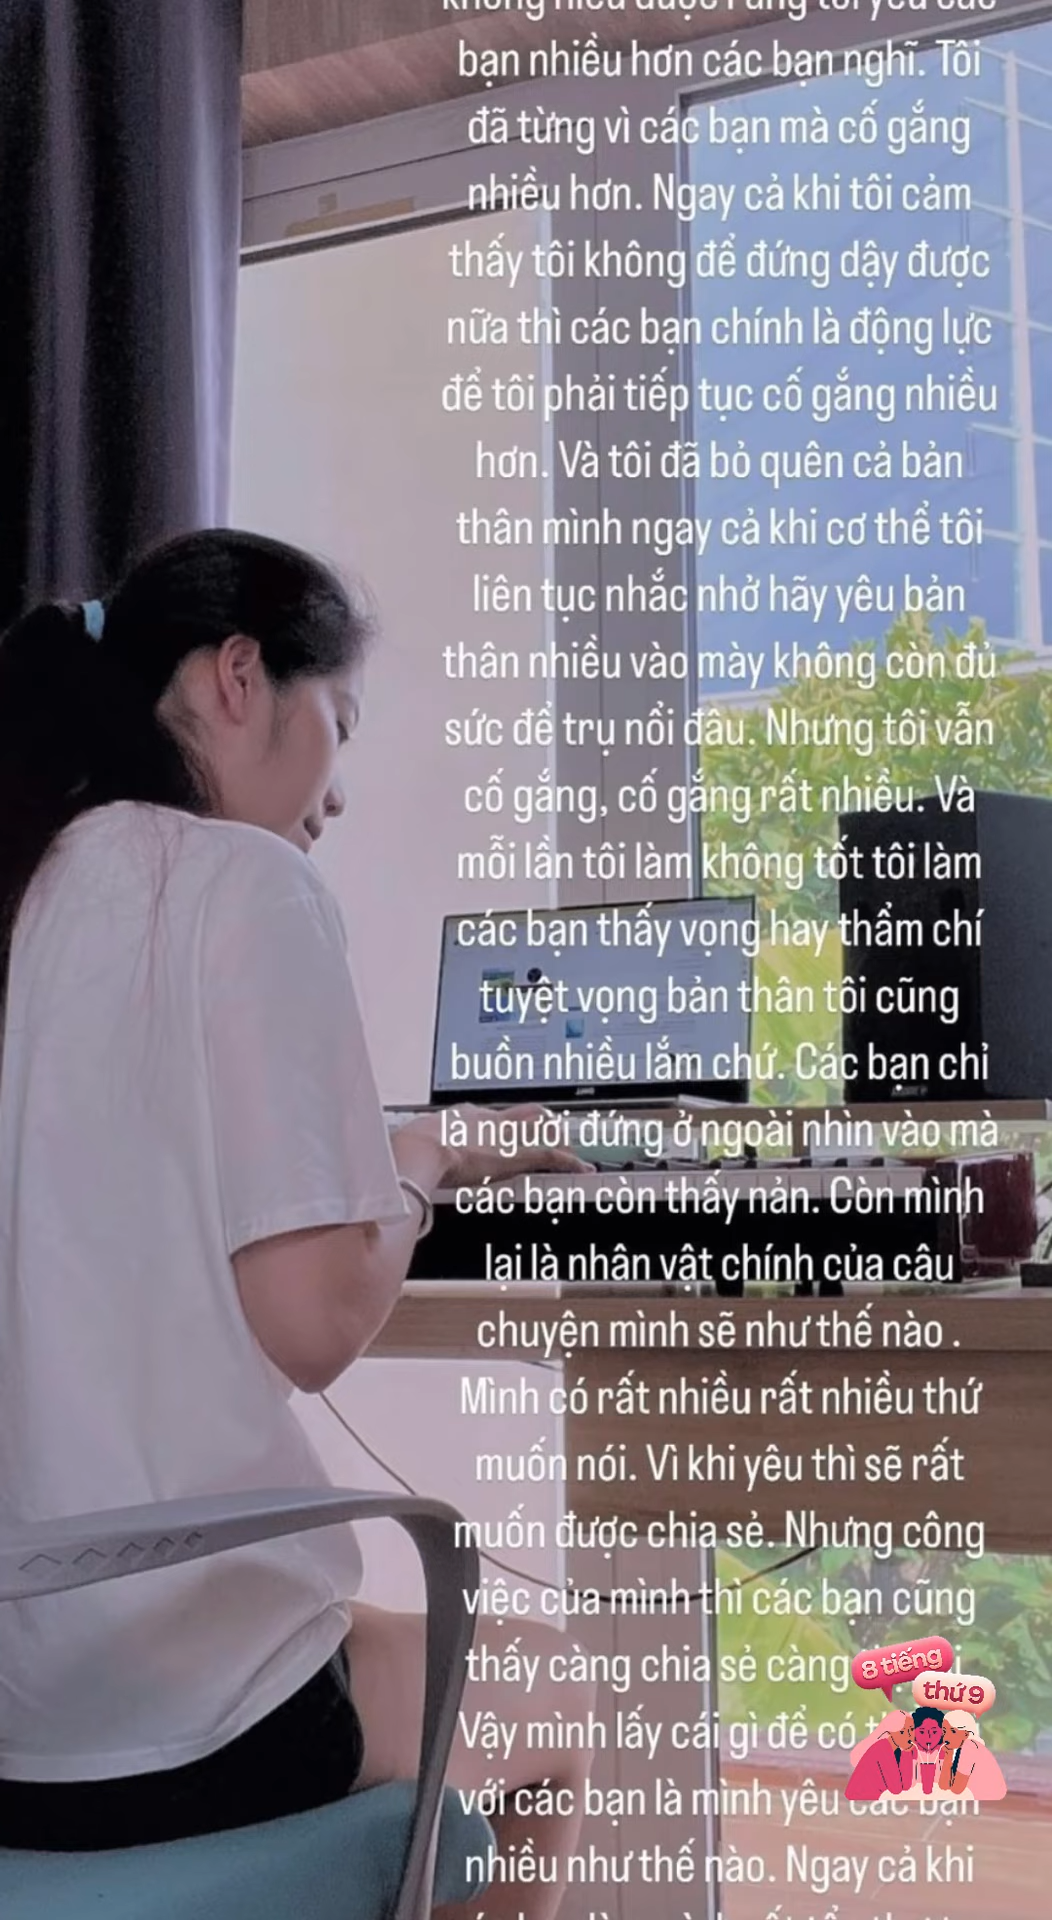 không hiểu được rằng tôi yêu các
bạn nhiều hơn các bạn nghĩ. Tôi
đã từng vì các bạn mà cố gắng
nhiều hơn. Ngay cả khi tôi cảm
thấy tôi không để đứng dậy được
nữa thì các bạn chính là động lực
để tôi phải tiếp tục cố gắng nhiều
hơn. Và tôi đã bỏ quên cả bản
thân mình ngay cả khi cơ thể tôi
liên tục nhắc nhở hãy yêu bản
thân nhiều vào mày không còn đủ
sức để trụ nổi đâu. Nhưng tôi vẫn
cố gắng, cố gắng rất nhiều. Và
mỗi lần tôi làm không tốt tôi làm
các bạn thấy vọng hay thẩm chí
tuyệt vọng bản thân tôi cũng
buồn nhiều lắm chứ. Các bạn chỉ
là người đứng ở ngoài nhìn vào mà
các bạn còn thấy nản. Còn mình
lại là nhân vật chính của câu
chuyện mình sẽ như thế nào .
Mình có rất nhiều rất nhiều thứ
muốn nói. Vì khi yêu thì sẽ rất
muốn được chia sẻ. Nhưng công
việc của mình thì các bạn cũng
thấy càng chia sẻ càng
8 tiếng
thứ 9
Vậy mình lấy cái gì để có
với các bạn là mình yêu các bạn
nhiều như thế nào. Ngay cả khi